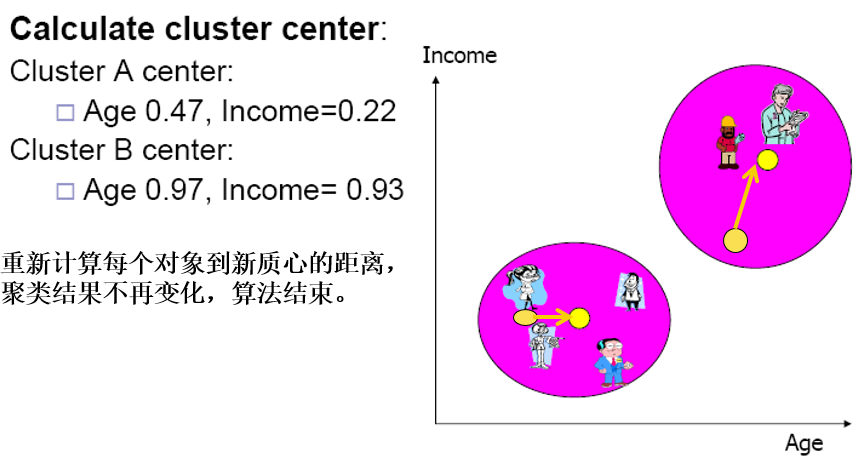 Calculate cluster center:
Cluster A center:
Age 0.47, Income=0.22
Cluster B center:
Age 0.97, Income= 0.93
重新计算每个对象到新质心的距离，
聚类结果不再变化，算法结束。
Income
Age